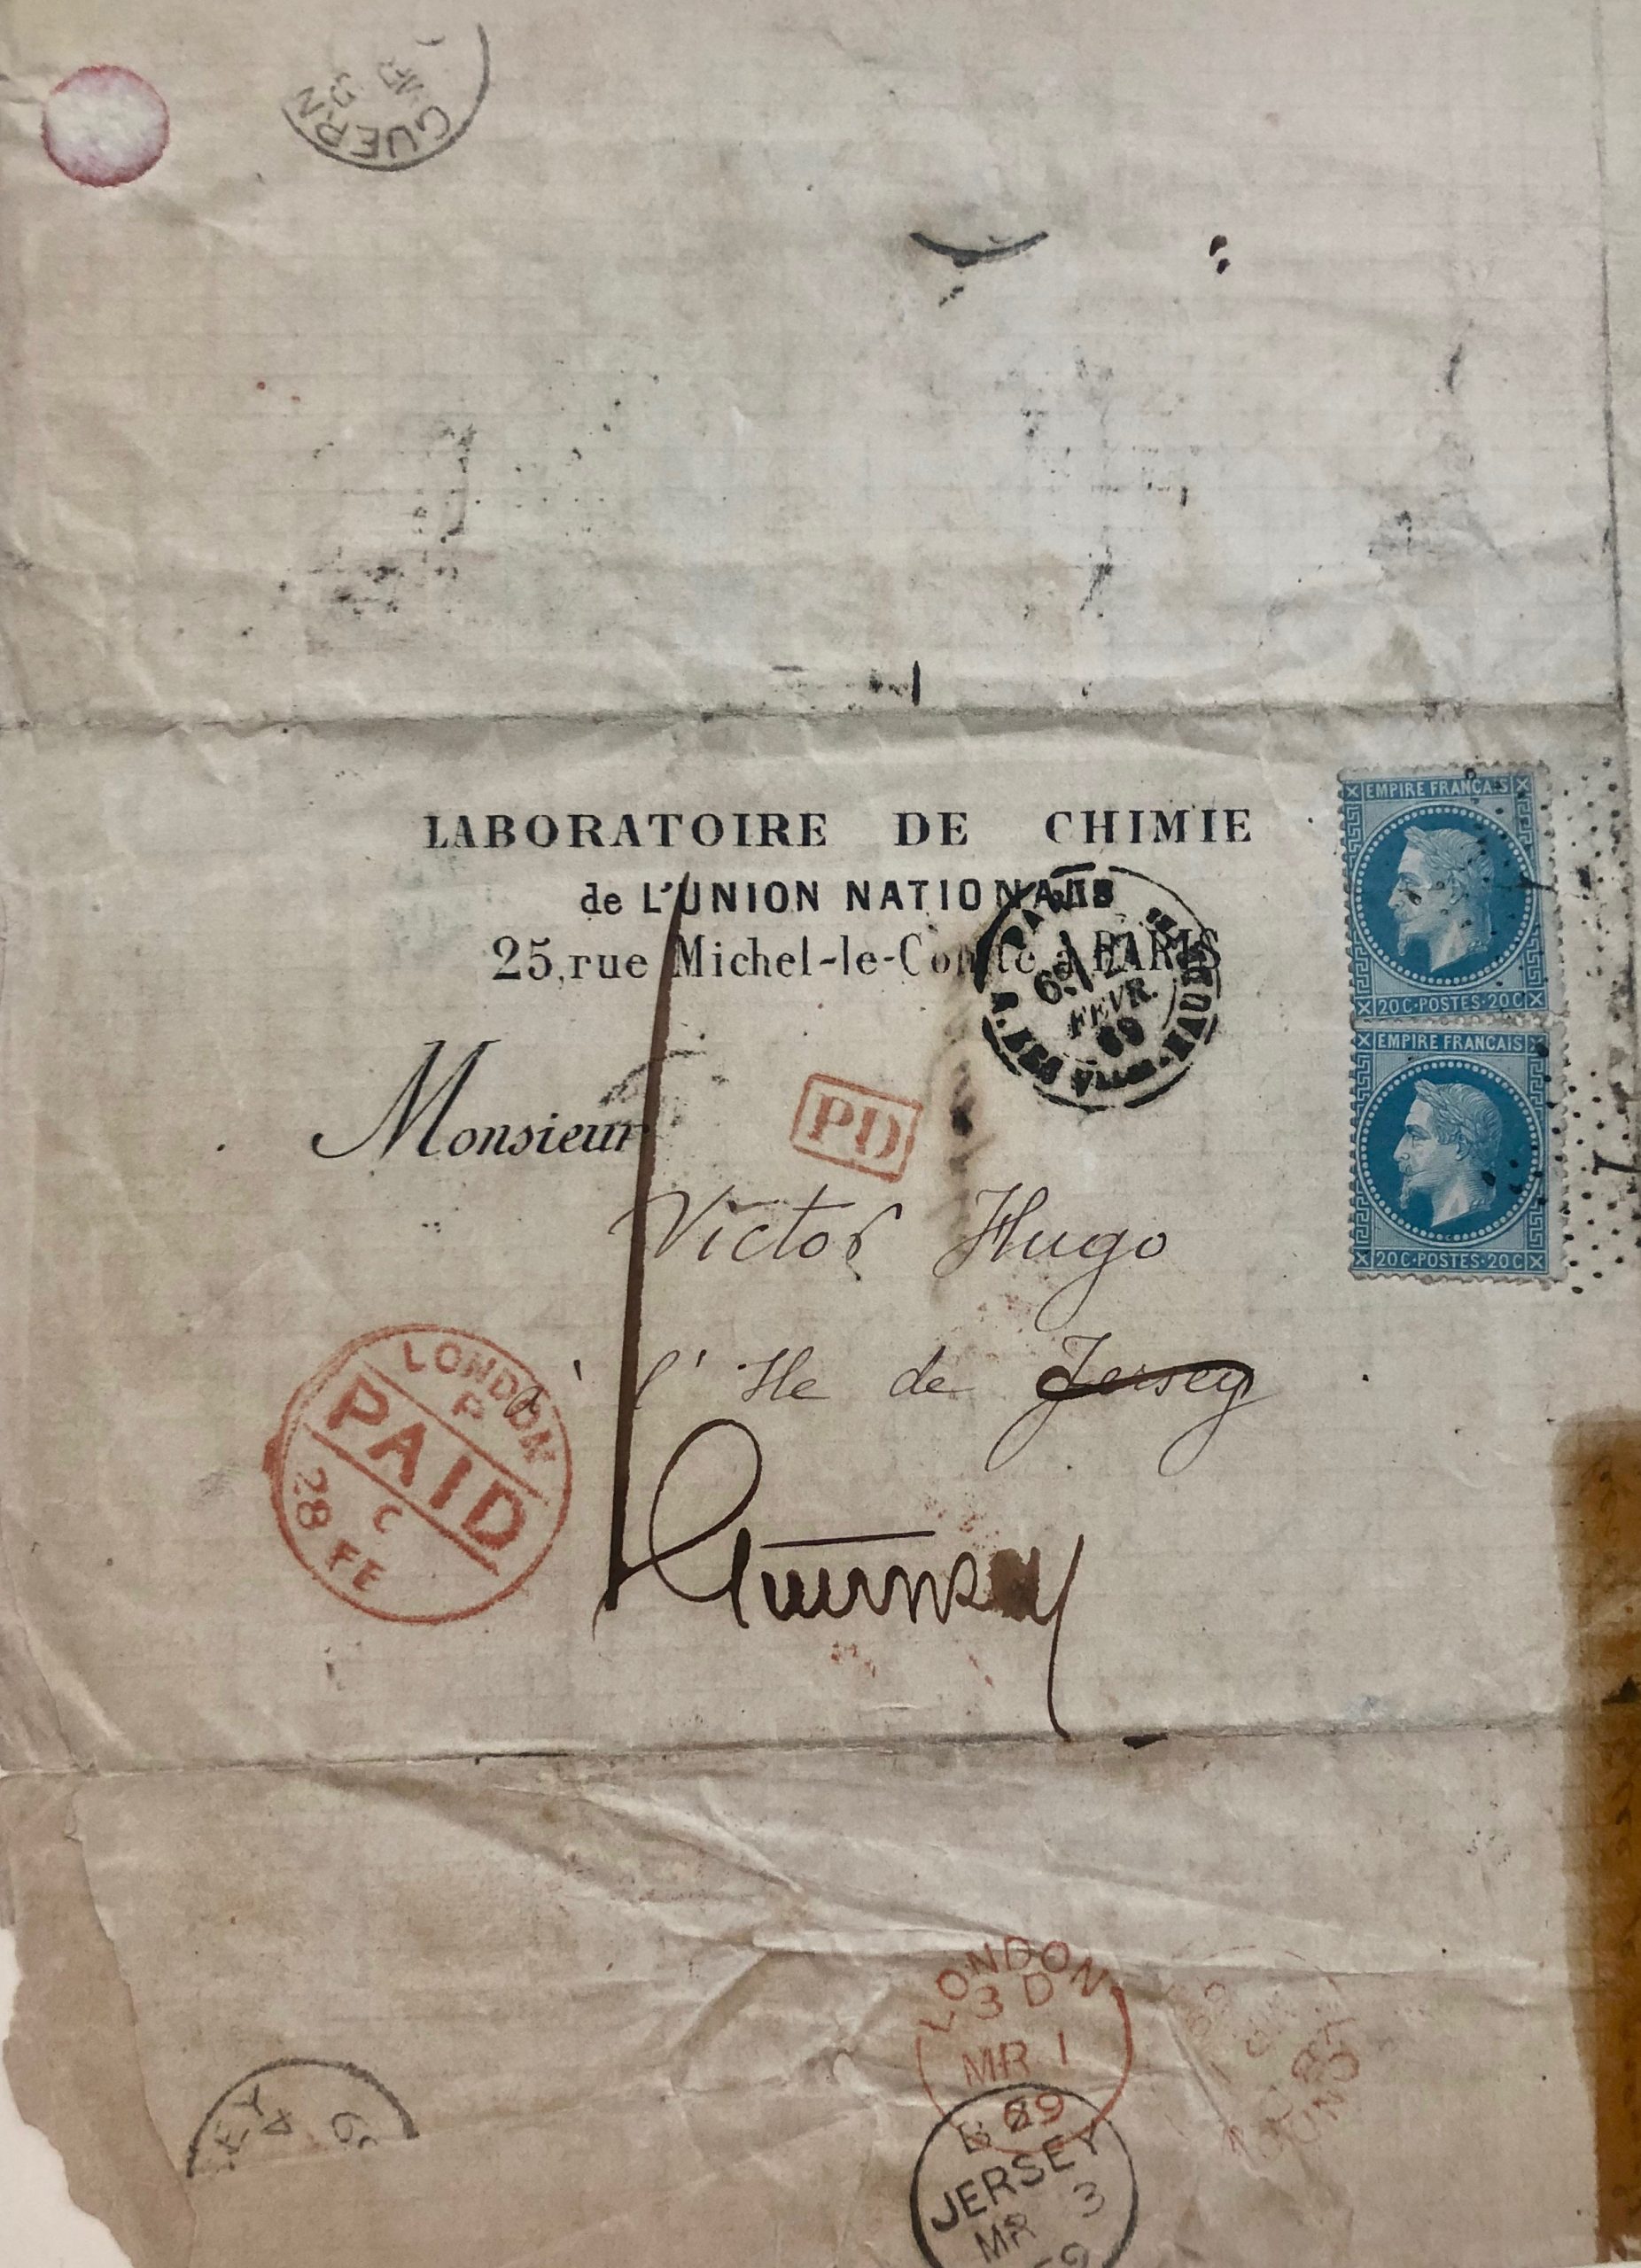 GUERN
LABORATOIRE DE CHIMIE
de L'UNION NATIONALE
25, rue Michel-le-Comte à PARIS
PARIS
FEVR.
69
EMPIRE FRANÇAIS
20C·POSTES·20C
EMPIRE FRANÇAIS
20C·POSTES·20C
Monsieur
PD
Victor Hugo
à l'Ile de Jersey
Guernsey
LONDON
P
PAID
C
28 FE
LONDON
3 D
MR 1
69
JERSEY
MR 3
EY
4